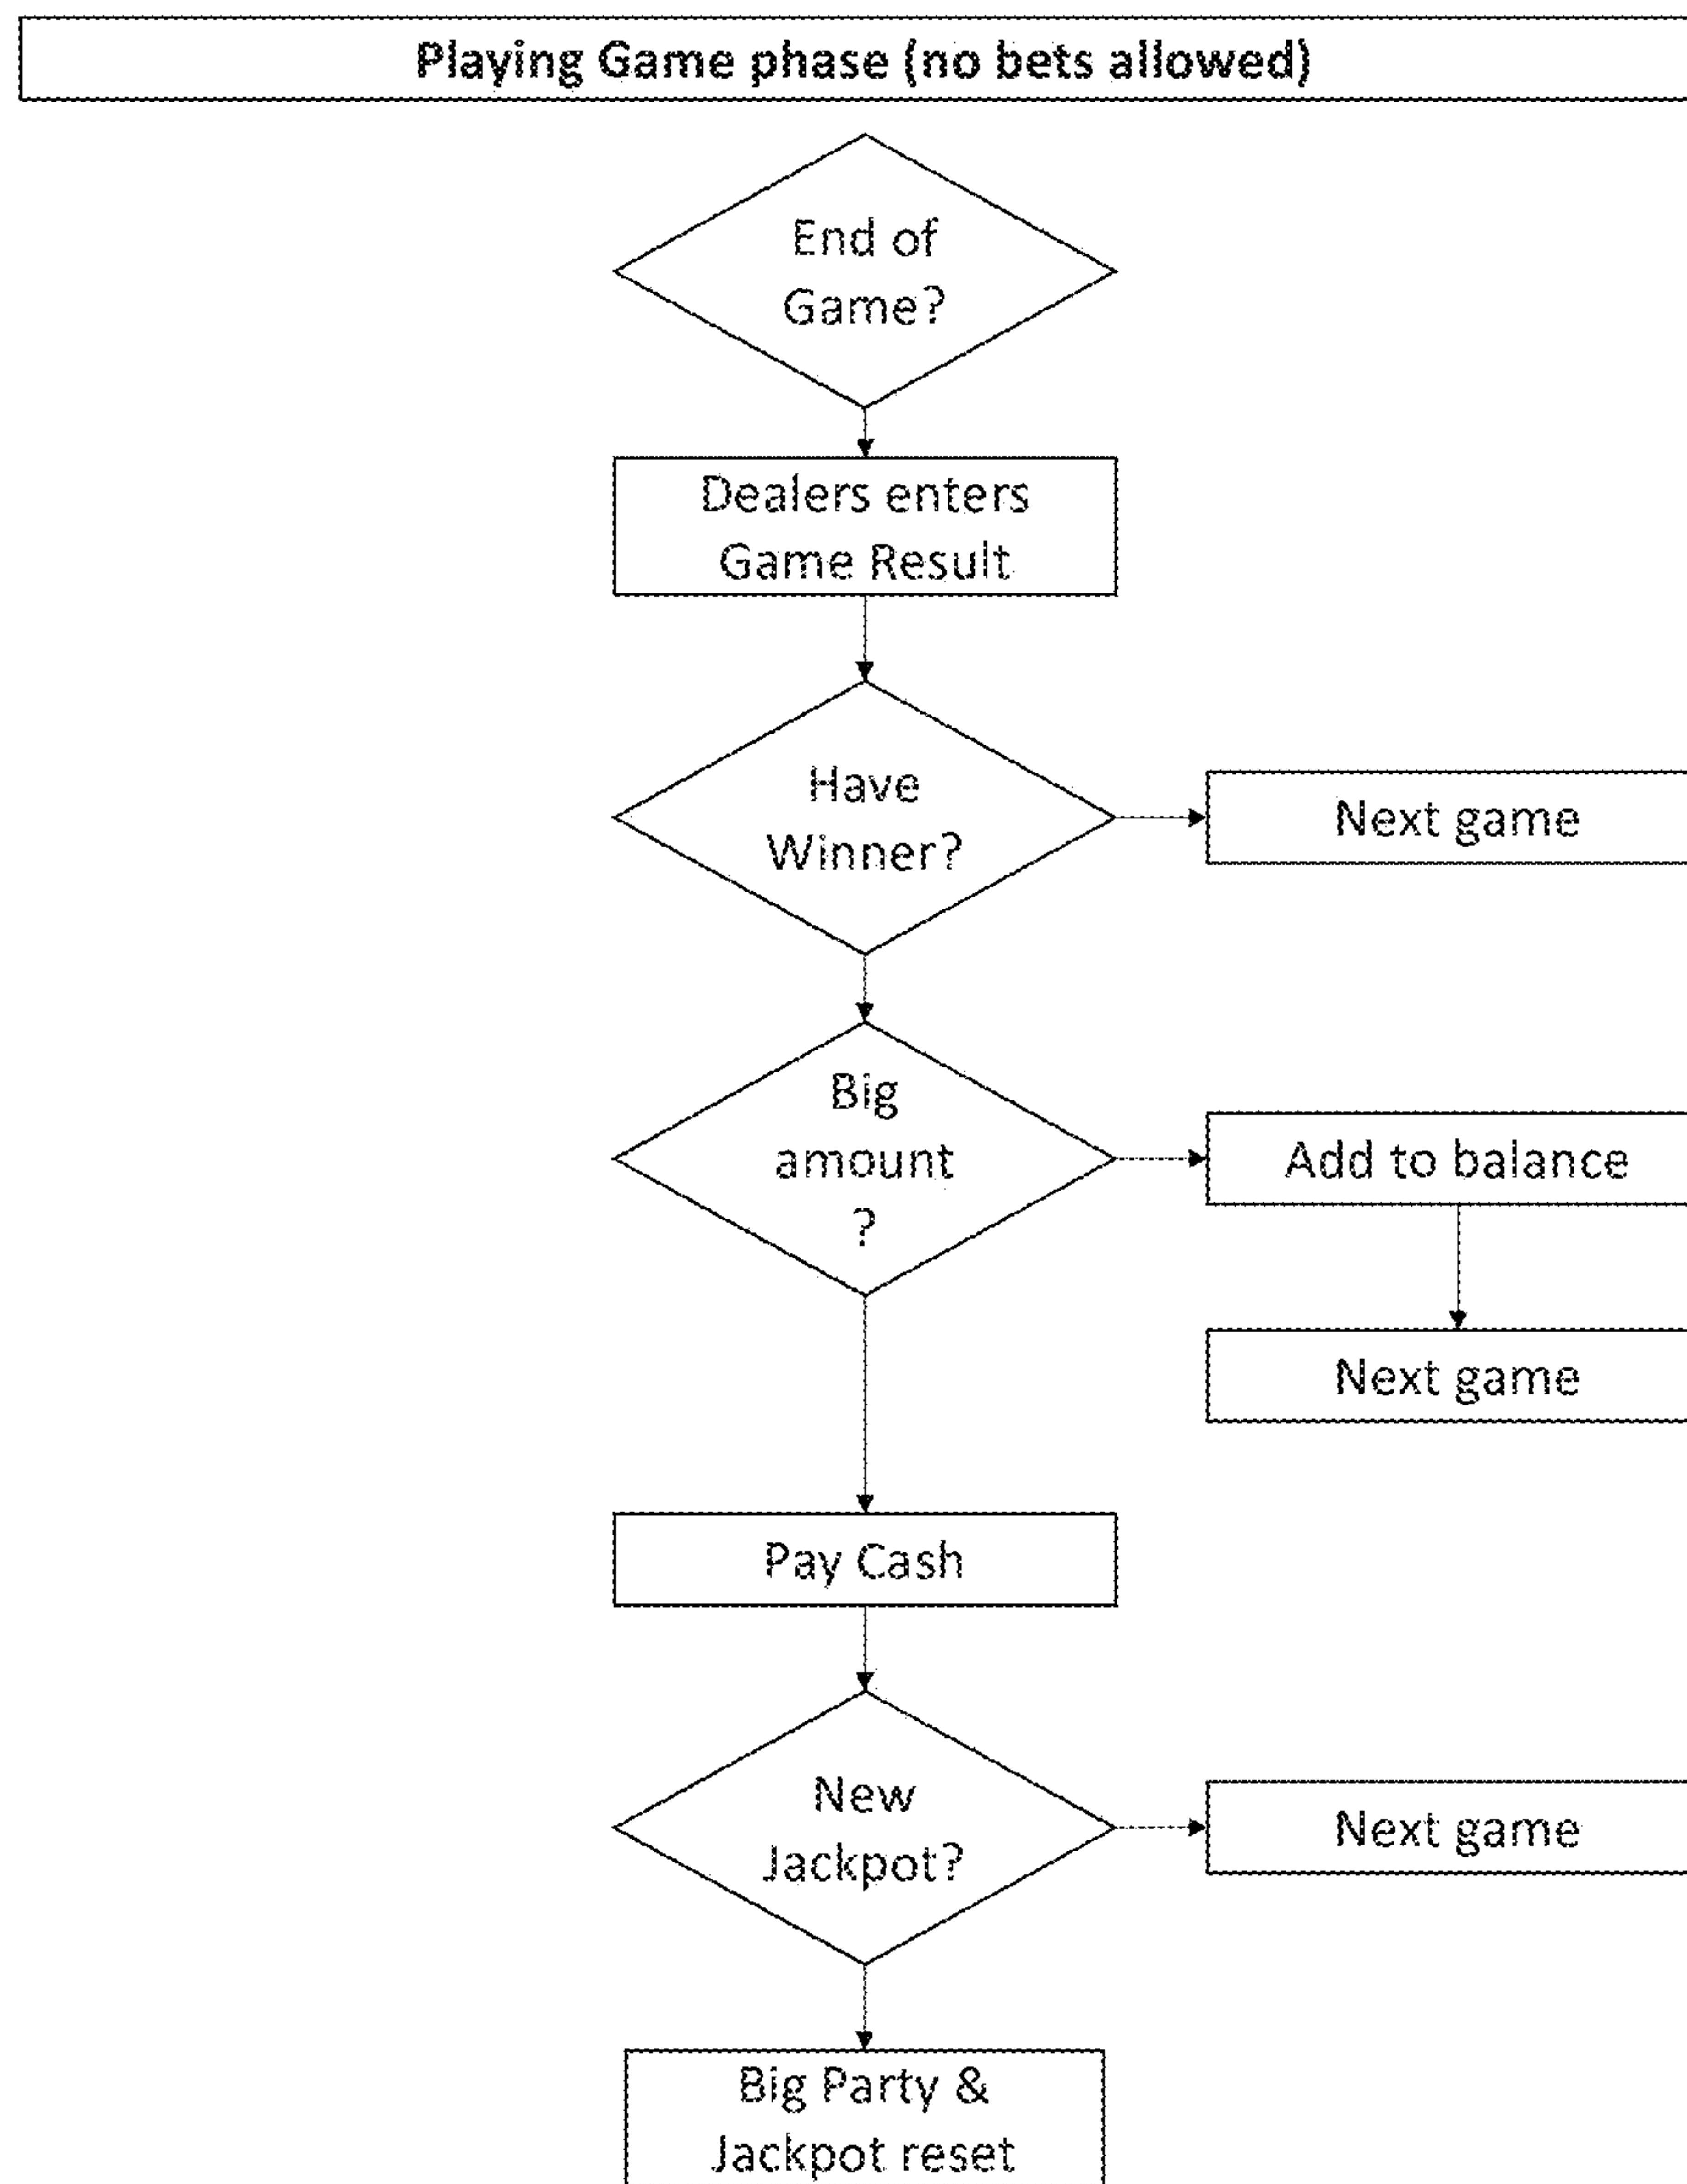 Playing Game phase (no bets allowed)
End of
Game?
Dealers enters
Game Result
Have
Winner?
Next game
Big
amount
?
Add to balance
Next game
Pay Cash
New
Jackpot?
Next game
Big Party &
Jackpot reset